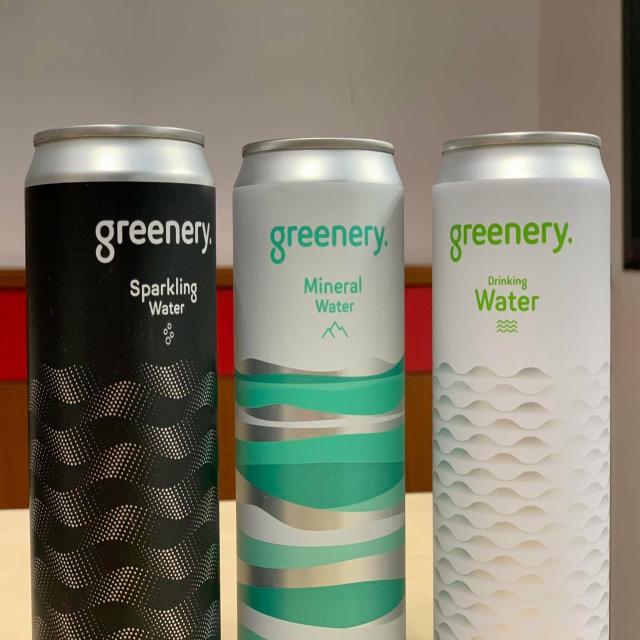 greenery.
Sparkling
Water
greenery.
Mineral
Water
greenery.
Drinking
Water